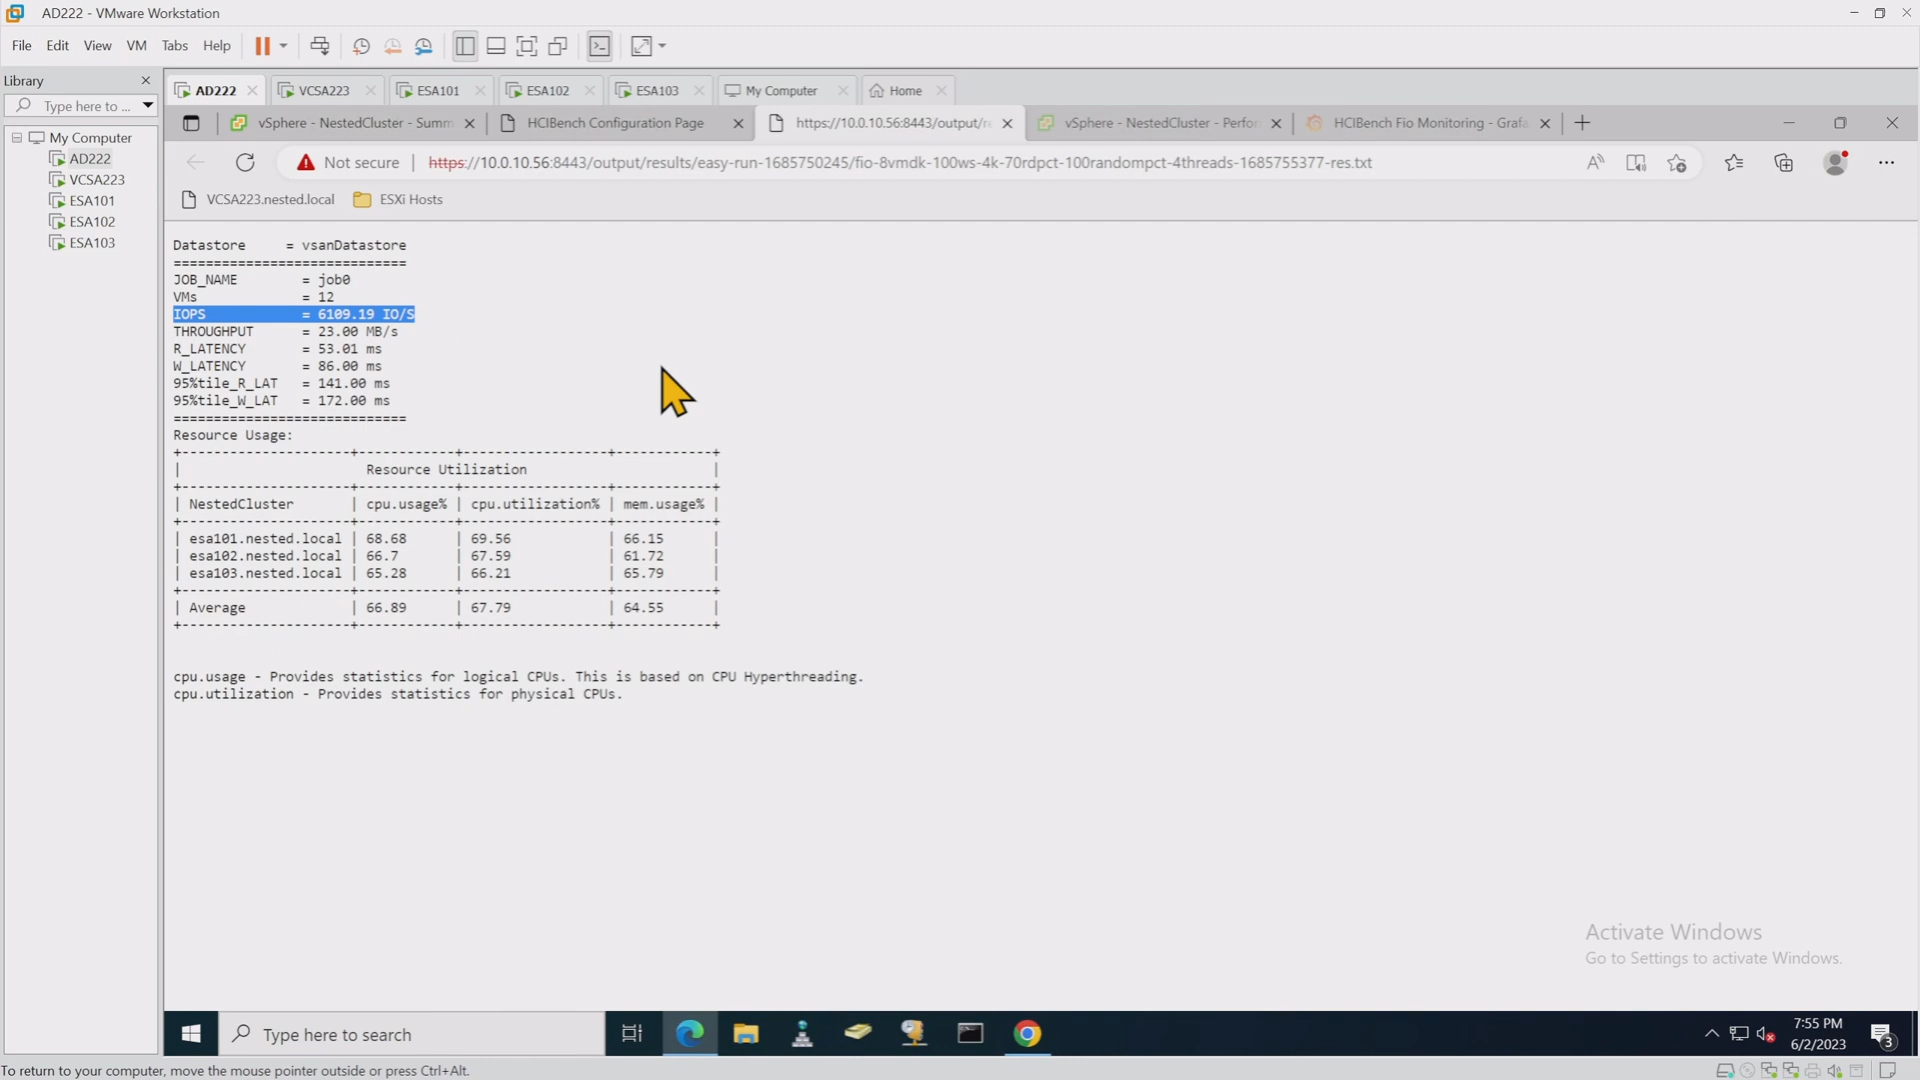 AD222 - VMware Workstation
File Edit View VM Tabs Help
Library
Type here to ...
My Computer
AD222
VCSA223
ESA101
ESA102
ESA103
AD222 VCSA223 ESA101 ESA102 ESA103 My Computer Home
vSphere - NestedCluster - Summ HCIBench Configuration Page https://10.0.10.56:8443/output/re vSphere - NestedCluster - Perfor HCIBench Fio Monitoring - Grafa
Not secure https://10.0.10.56:8443/output/results/easy-run-1685750245/fio-8vmdk-100ws-4k-70rdpct-100randompct-4threads-1685755377-res.txt
VCSA223.nested.local ESXi Hosts
Datastore = vsanDatastore
=============================
JOB_NAME = job0
VMs = 12
IOPS = 6109.19 IO/S
THROUGHPUT = 23.00 MB/s
R_LATENCY = 53.01 ms
W_LATENCY = 86.00 ms
95%tile_R_LAT = 141.00 ms
95%tile_W_LAT = 172.00 ms
=============================
Resource Usage:
+----------------------+-------------+-------------------+-------------+
| Resource Utilization |
+----------------------+-------------+-------------------+-------------+
| NestedCluster | cpu.usage% | cpu.utilization% | mem.usage% |
+----------------------+-------------+-------------------+-------------+
| esa101.nested.local | 68.68 | 69.56 | 66.15 |
| esa102.nested.local | 66.7 | 67.59 | 61.72 |
| esa103.nested.local | 65.28 | 66.21 | 65.79 |
+----------------------+-------------+-------------------+-------------+
| Average | 66.89 | 67.79 | 64.55 |
+----------------------+-------------+-------------------+-------------+
cpu.usage - Provides statistics for logical CPUs. This is based on CPU Hyperthreading.
cpu.utilization - Provides statistics for physical CPUs.
Activate Windows
Go to Settings to activate Windows.
Type here to search
7:55 PM
6/2/2023
3
To return to your computer, move the mouse pointer outside or press Ctrl+Alt.